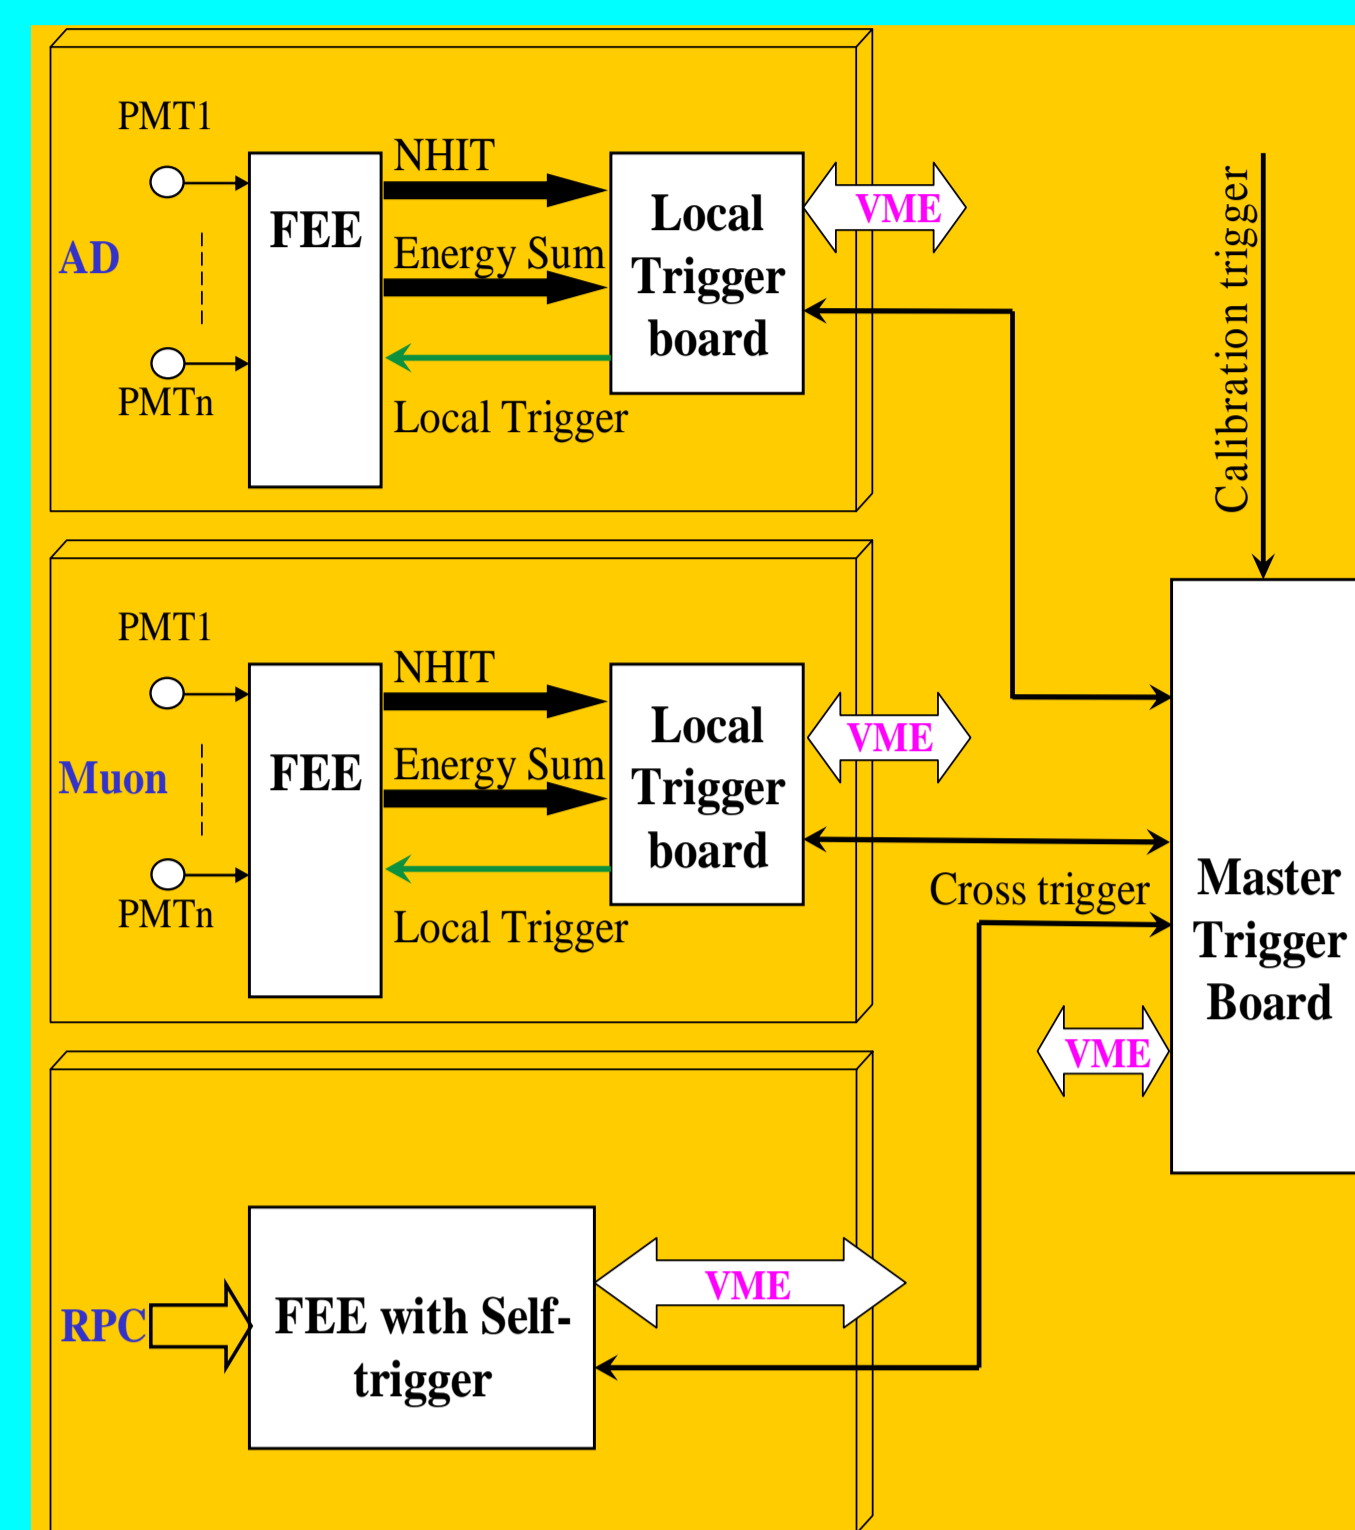 PMT1
NHIT
FEE
Local
Trigger
board
VME
AD
Energy Sum
PMTn
Local Trigger
Calibration trigger
PMT1
NHIT
FEE
Local
Trigger
board
VME
Muon
Energy Sum
PMTn
Local Trigger
Cross trigger
Master
Trigger
Board
VME
RPC
FEE with Self-
trigger
VME